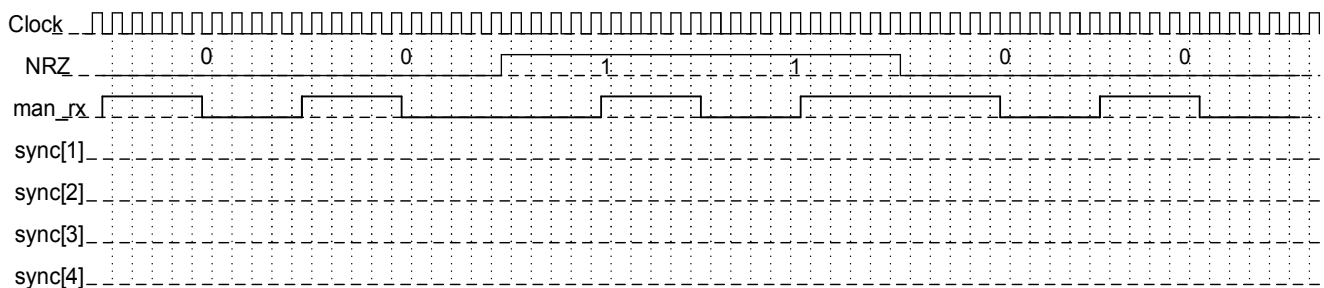 Clock
0 0 0 0
NRZ 1 1
man_rx
sync[1]
sync[2]
sync[3]
sync[4]